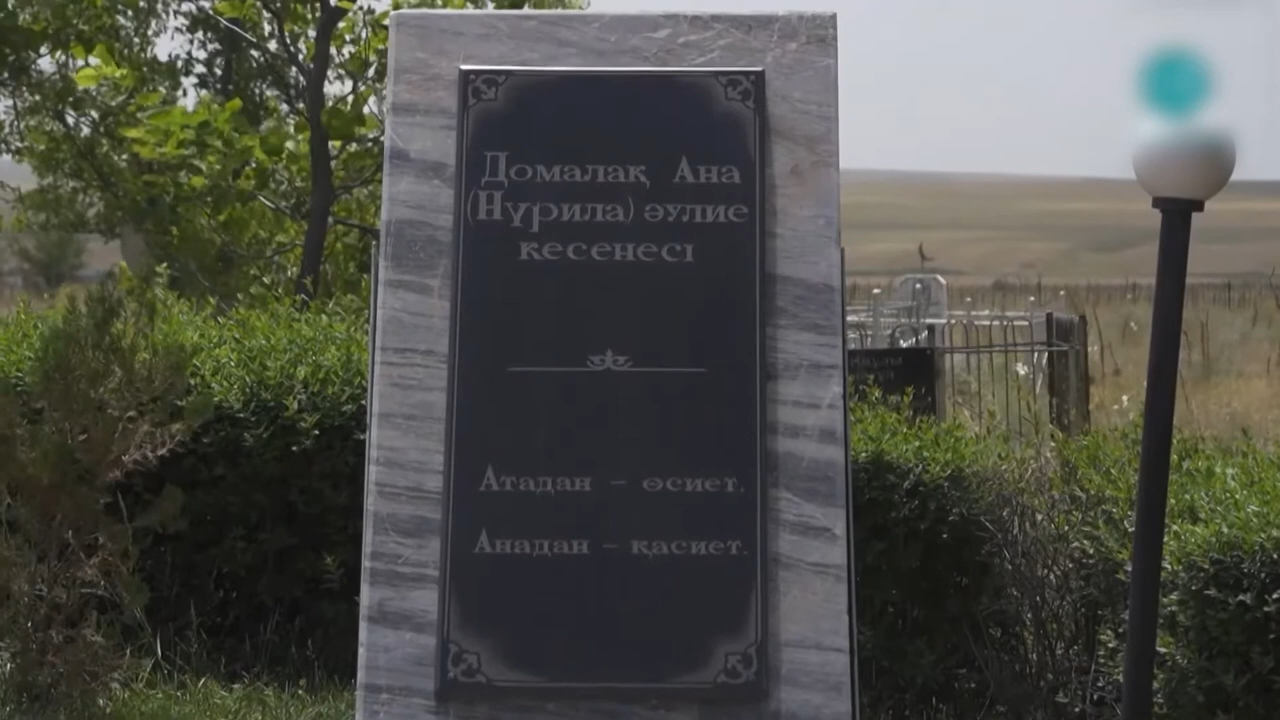 Домалақ Ана
(Нұрила) әулие
кесенесі
Атадан – өсиет.
Анадан – қасиет.